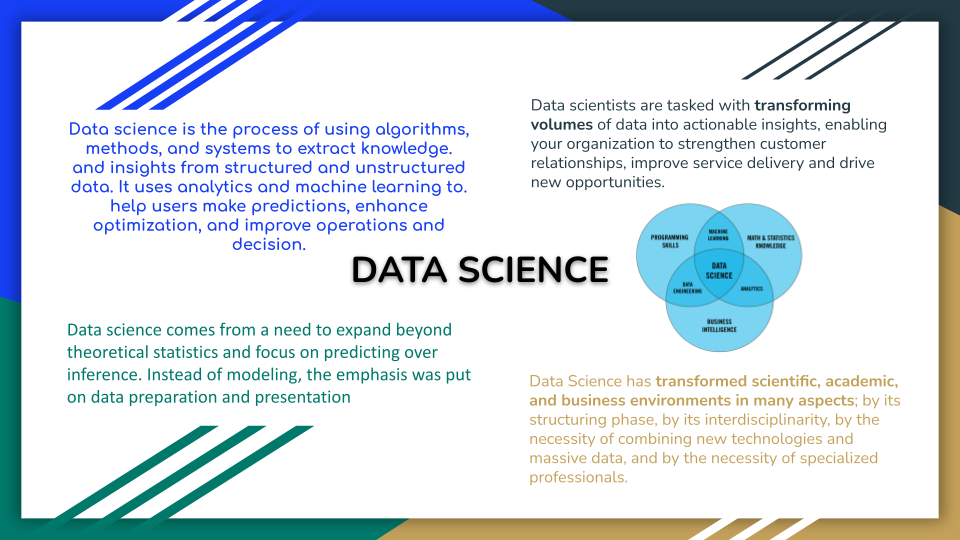 Data science is the process of using algorithms,
methods, and systems to extract knowledge.
and insights from structured and unstructured
data. It uses analytics and machine learning to.
help users make predictions, enhance
optimization, and improve operations and
decision.
Data scientists are tasked with transforming
volumes of data into actionable insights, enabling
your organization to strengthen customer
relationships, improve service delivery and drive
new opportunities.
DATA SCIENCE
PROGRAMMING
SKILLS
MACHINE
LEARNING
MATH & STATISTICS
KNOWLEDGE
DATA
SCIENCE
DATA
ENGINEERING
ANALYTICS
BUSINESS
INTELLIGENCE
Data science comes from a need to expand beyond
theoretical statistics and focus on predicting over
inference. Instead of modeling, the emphasis was put
on data preparation and presentation
Data Science has transformed scientific, academic,
and business environments in many aspects; by its
structuring phase, by its interdisciplinarity, by the
necessity of combining new technologies and
massive data, and by the necessity of specialized
professionals.